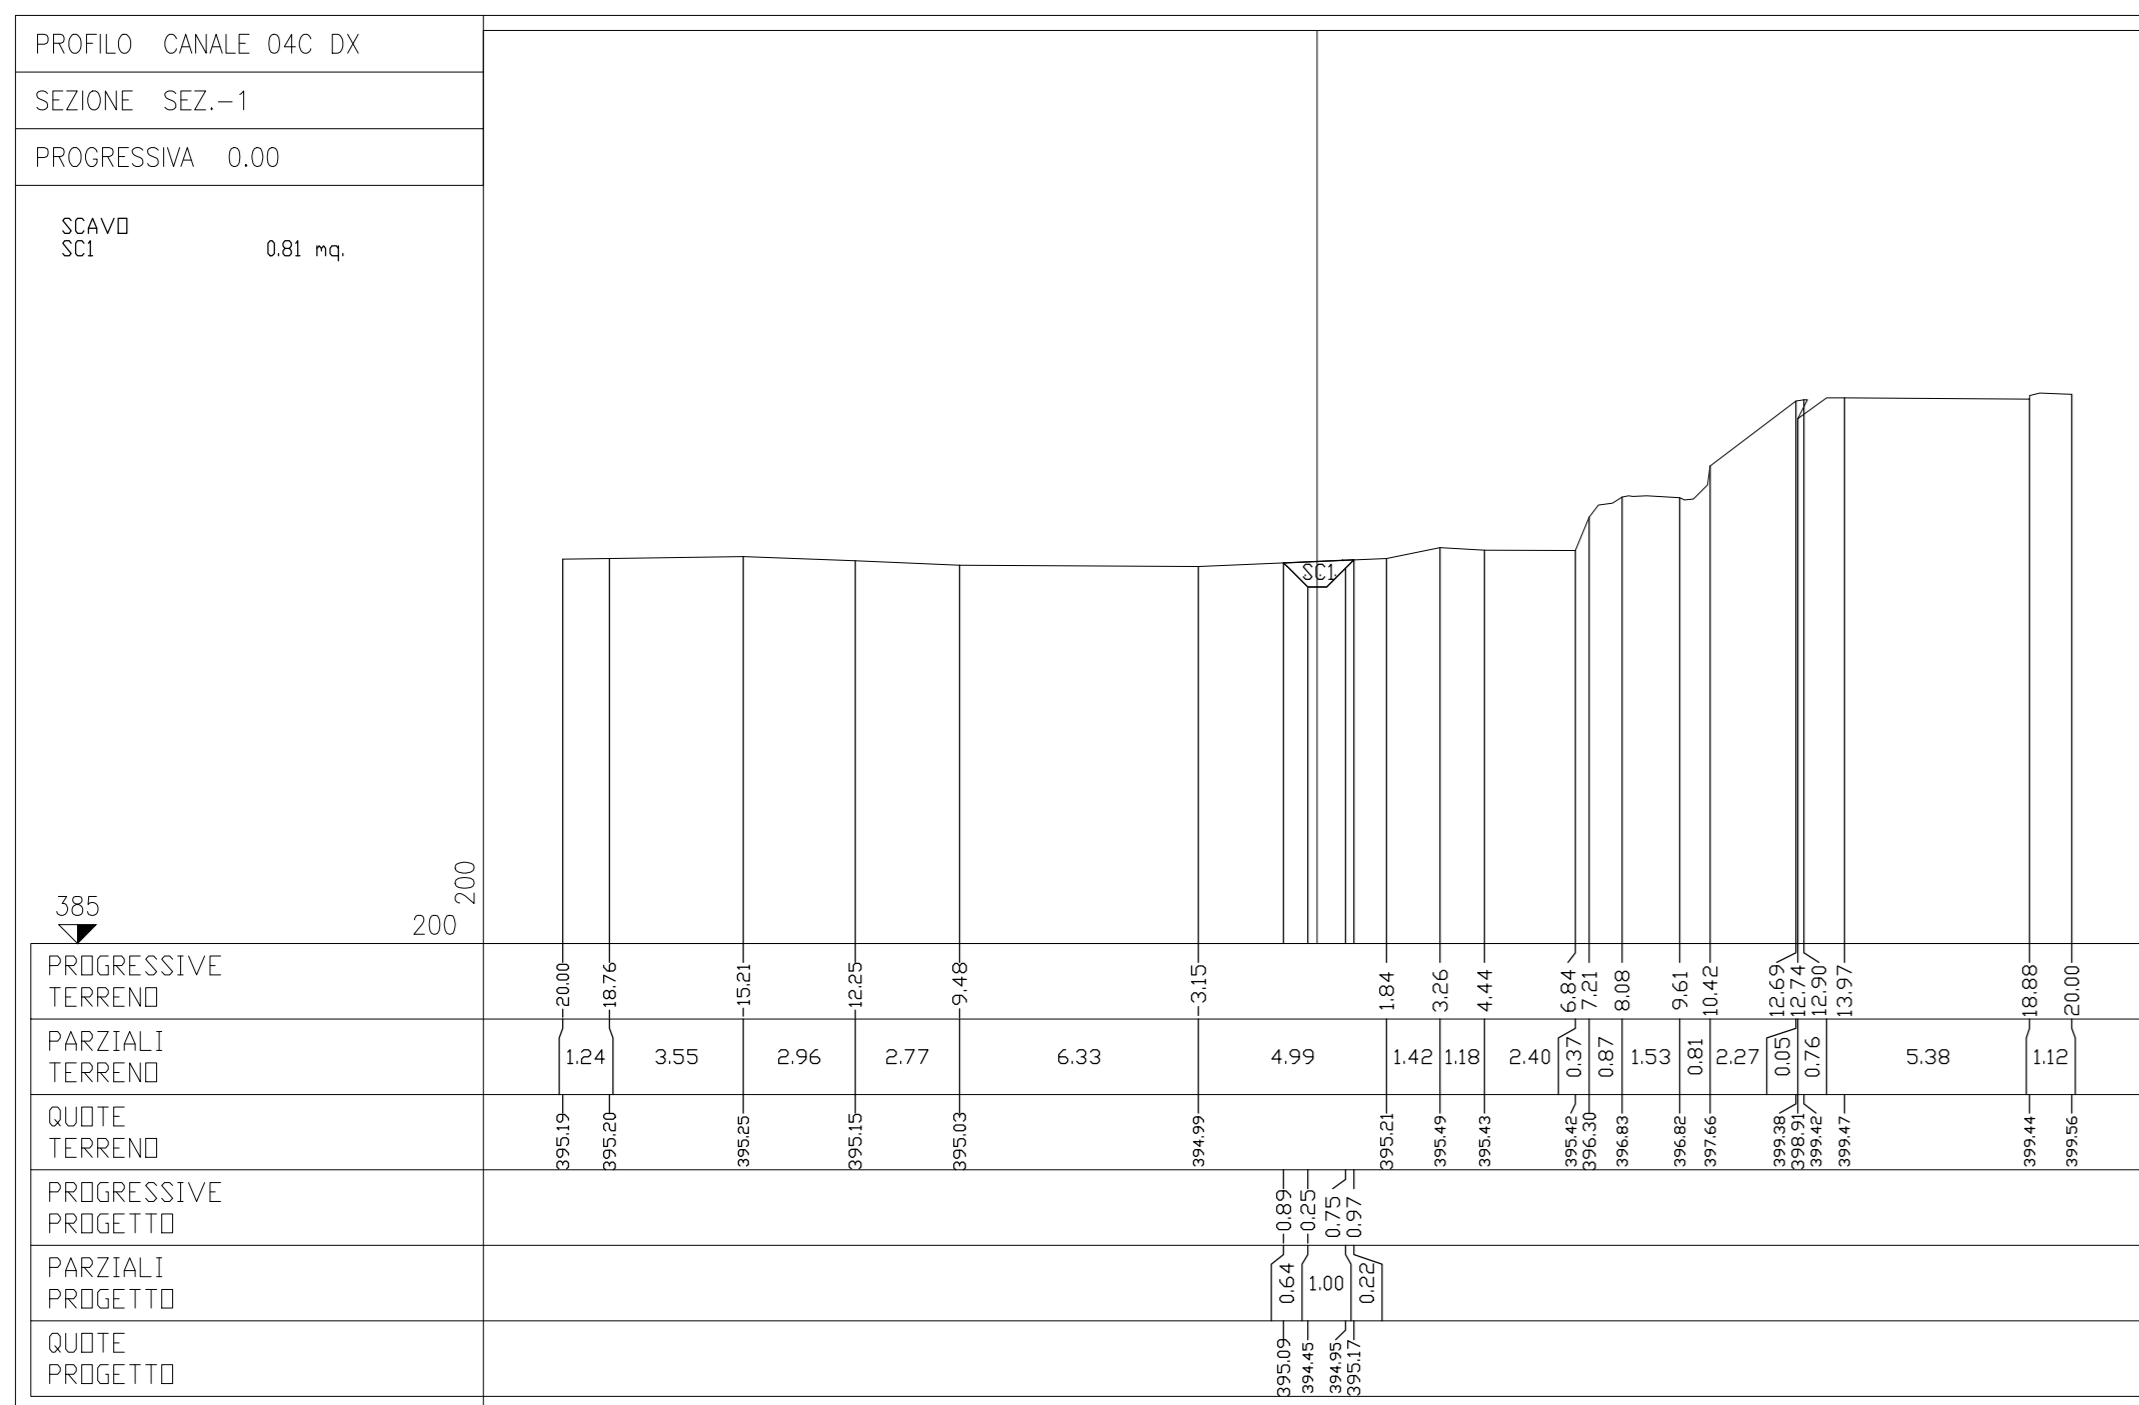 PROFILO CANALE 04C DX
SEZIONE SEZ.-1
PROGRESSIVA 0.00
SCAVO
SC1 0.81 mq.
SC1
200
385
200
PROGRESSIVE
TERRENO
-20.00 -18.76 -15.21 -12.25 -9.48 -3.15 1.84 3.26 4.44 6.84 7.21 8.08 9.61 10.42 12.69 12.74 12.90 13.97 18.88 20.00
PARZIALI
TERRENO
1.24 3.55 2.96 2.77 6.33 4.99 1.42 1.18 2.40 0.37 0.87 1.53 0.81 2.27 0.05 0.76 5.38 1.12
QUOTE
TERRENO
395.19 395.20 395.25 395.15 395.03 394.99 395.21 395.49 395.43 395.42 396.30 396.83 396.82 397.66 399.38 398.91 399.42 399.47 399.44 399.56
PROGRESSIVE
PROGETTO
-0.89 -0.25 0.75 0.97
PARZIALI
PROGETTO
0.64 1.00 0.22
QUOTE
PROGETTO
395.09 394.45 394.95 395.17